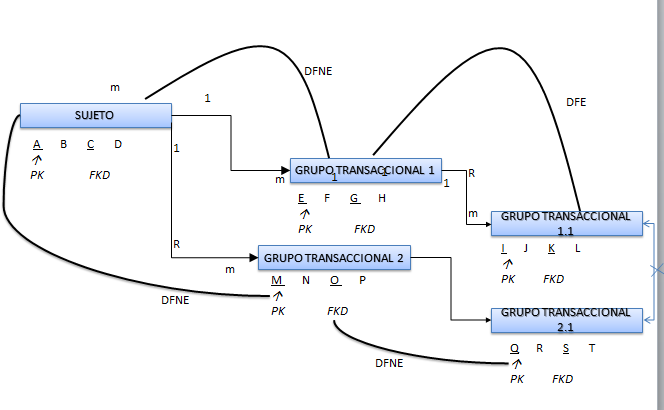 DFNE
m
1
DFE
SUJETO
A B C D
PK FKD
1
GRUPO TRANSACCIONAL 1
m
1
1
1
R
E F G H
PK FKD
m
GRUPO TRANSACCIONAL
1.1
I J K L
PK FKD
R
m
GRUPO TRANSACCIONAL 2
M N O P
PK FKD
DFNE
GRUPO TRANSACCIONAL
2.1
Q R S T
PK FKD
DFNE